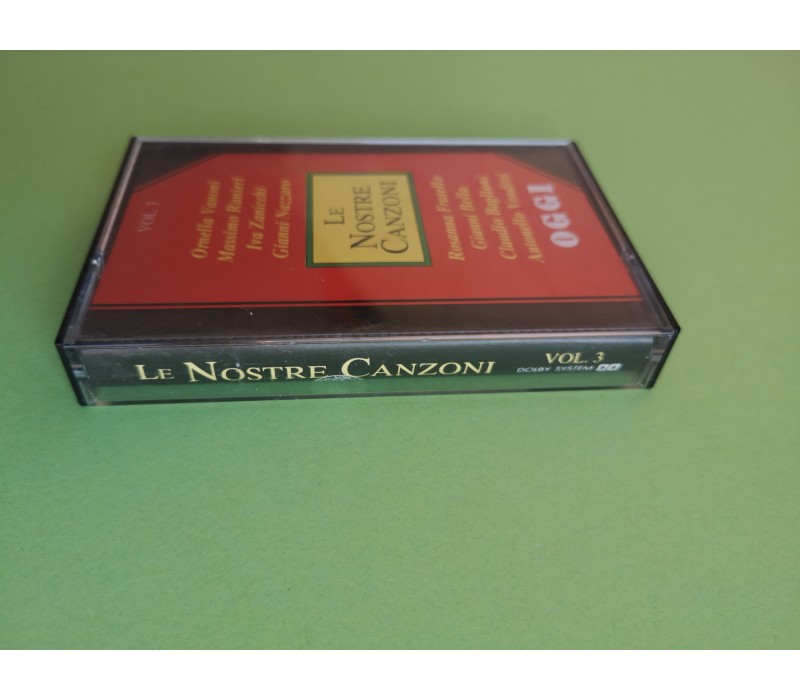 VOL. 3
Ornella Vanoni
Massimo Ranieri
Iva Zanicchi
Gianni Nazzaro
LE
NOSTRE
CANZONI
Rosanna Fratello
Gianni Bella
Claudio Baglioni
Antonello Venditti
OGGI
LE NOSTRE CANZONI
VOL. 3
DOLBY SYSTEM